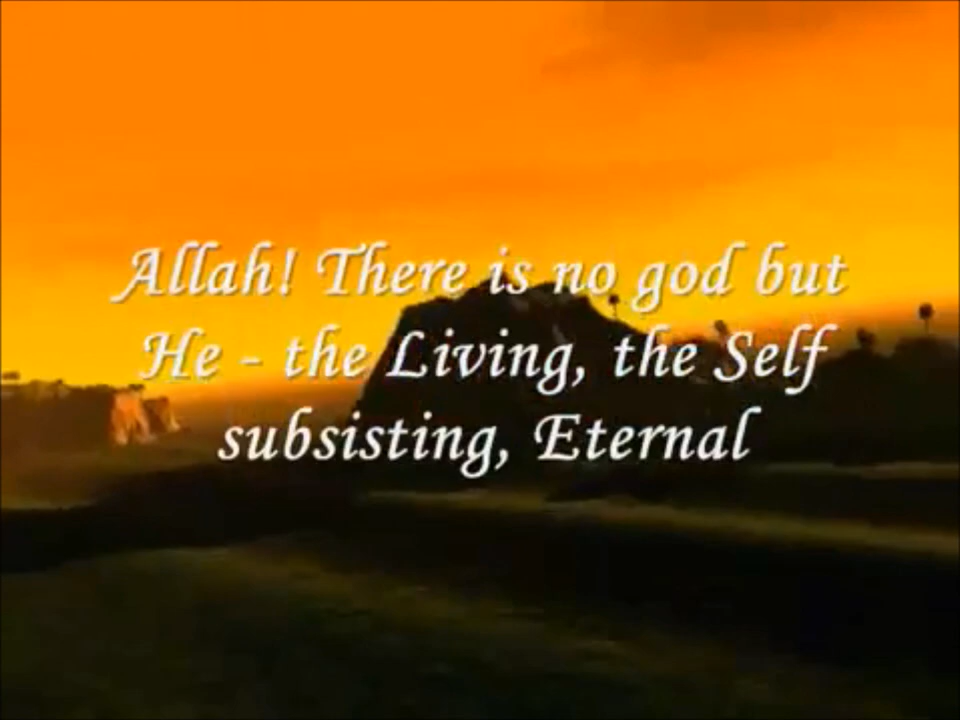 Allah! There is no god but
He - the Living, the Self
subsisting, Eternal